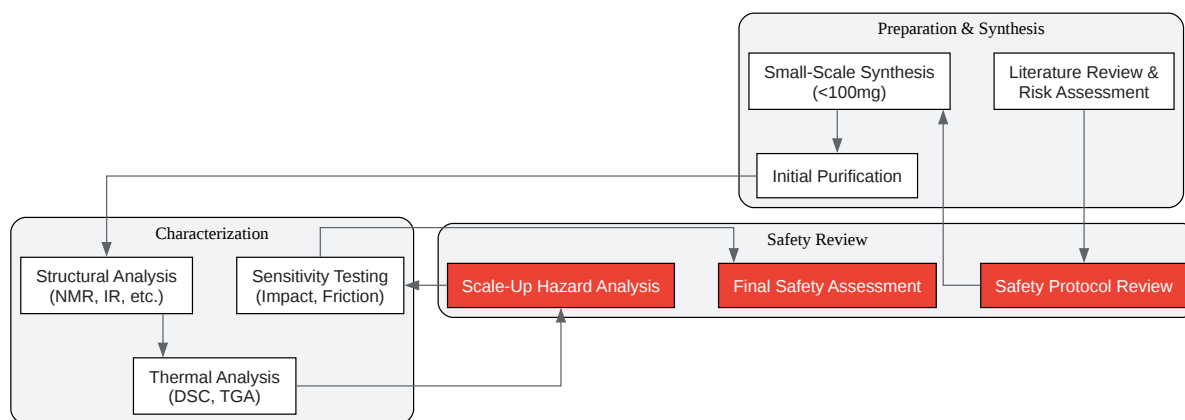 Preparation & Synthesis
Small-Scale Synthesis
(<100mg)
Literature Review &
Risk Assessment
Initial Purification
Characterization
Structural Analysis
(NMR, IR, etc.)
Sensitivity Testing
(Impact, Friction)
Thermal Analysis
(DSC, TGA)
Safety Review
Scale-Up Hazard Analysis
Final Safety Assessment
Safety Protocol Review